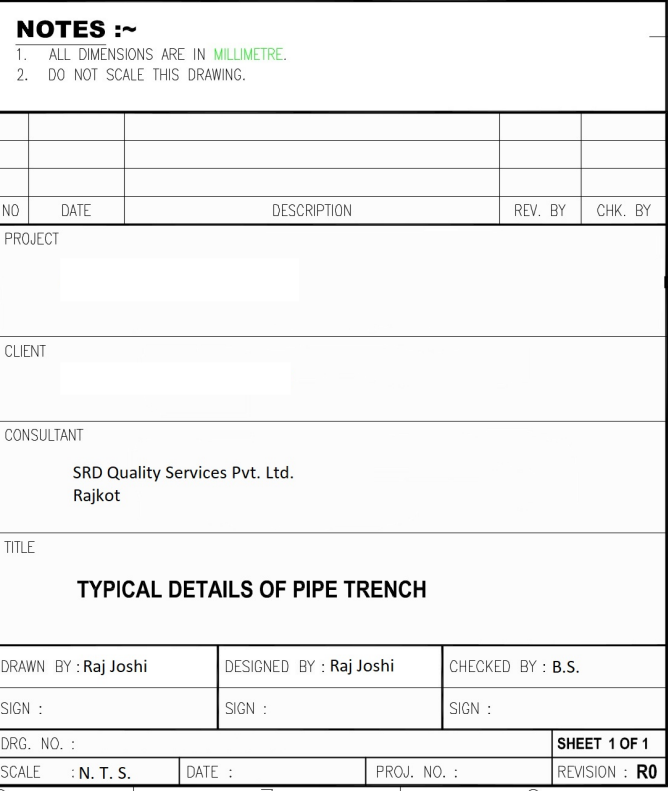 NOTES :~
1. ALL DIMENSIONS ARE IN MILLIMETRE.
2. DO NOT SCALE THIS DRAWING.
NO DATE DESCRIPTION REV. BY CHK. BY
PROJECT
CLIENT
CONSULTANT
SRD Quality Services Pvt. Ltd.
Rajkot
TITLE
TYPICAL DETAILS OF PIPE TRENCH
DRAWN BY : Raj Joshi DESIGNED BY : Raj Joshi CHECKED BY : B.S.
SIGN : SIGN : SIGN :
DRG. NO. : SHEET 1 OF 1
SCALE : N. T. S. DATE : PROJ. NO. : REVISION : R0